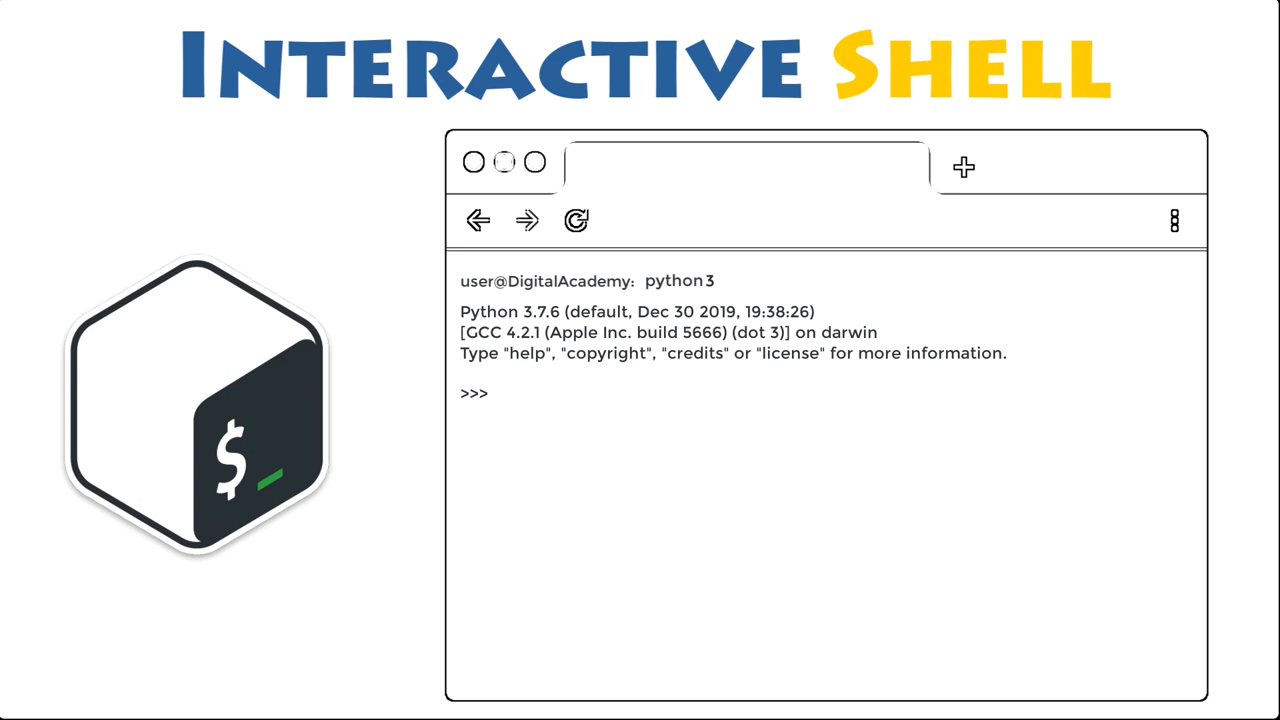 INTERACTIVE SHELL
user@DigitalAcademy: python3
Python 3.7.6 (default, Dec 30 2019, 19:38:26)
[GCC 4.2.1 (Apple Inc. build 5666) (dot 3)] on darwin
Type "help", "copyright", "credits" or "license" for more information.
>>>
$_